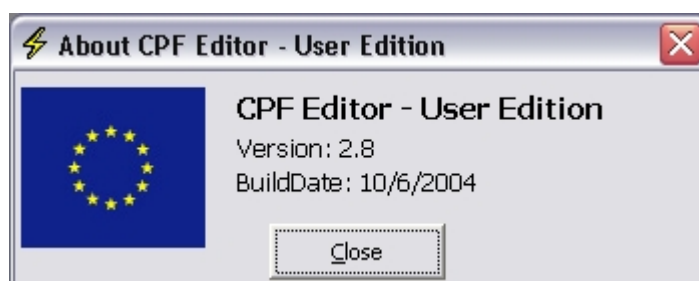 About CPF Editor - User Edition
CPF Editor - User Edition
Version: 2.8
BuildDate: 10/6/2004
Close